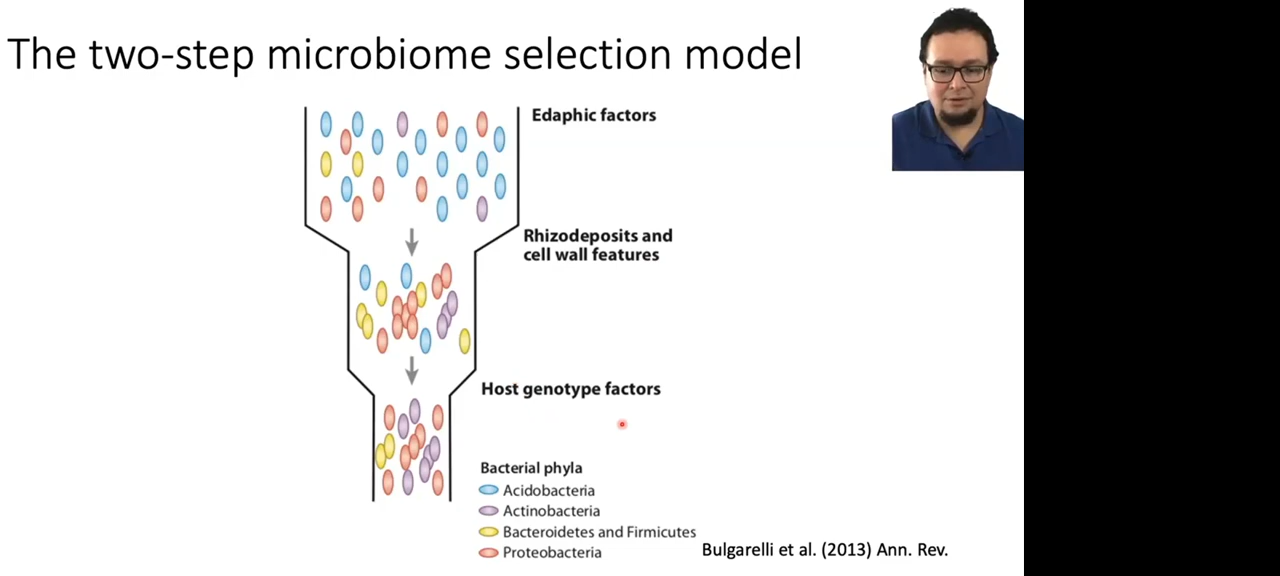 The two-step microbiome selection model
Edaphic factors
Rhizodeposits and
cell wall features
Host genotype factors
Bacterial phyla
Acidobacteria
Actinobacteria
Bacteroidetes and Firmicutes
Proteobacteria
Bulgarelli et al. (2013) Ann. Rev.